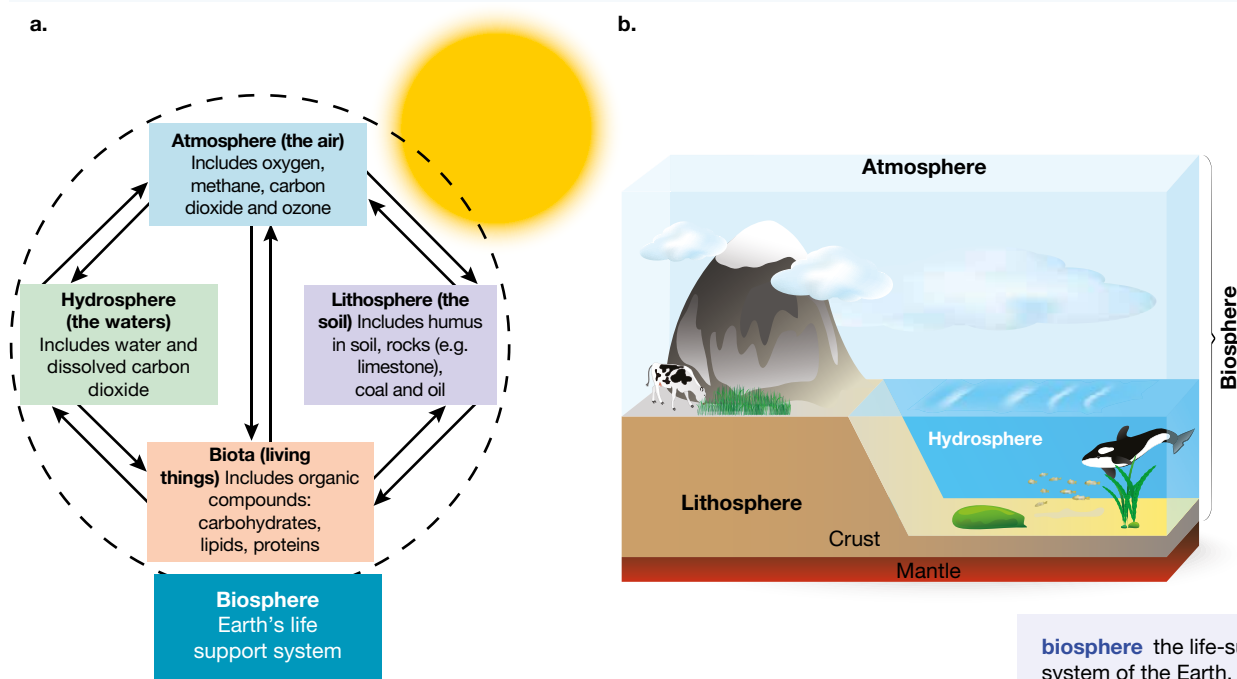 a.
Atmosphere (the air)
Includes oxygen,
methane, carbon
dioxide and ozone
Hydrosphere
(the waters)
Includes water and
dissolved carbon
dioxide
Lithosphere (the
soil) Includes humus
in soil, rocks (e.g.
limestone),
coal and oil
Biota (living
things) Includes organic
compounds:
carbohydrates,
lipids, proteins
Biosphere
Earth's life
support system
b.
Atmosphere
Hydrosphere
Lithosphere
Crust
Mantle
Biosphere
biosphere the life-su
system of the Earth.